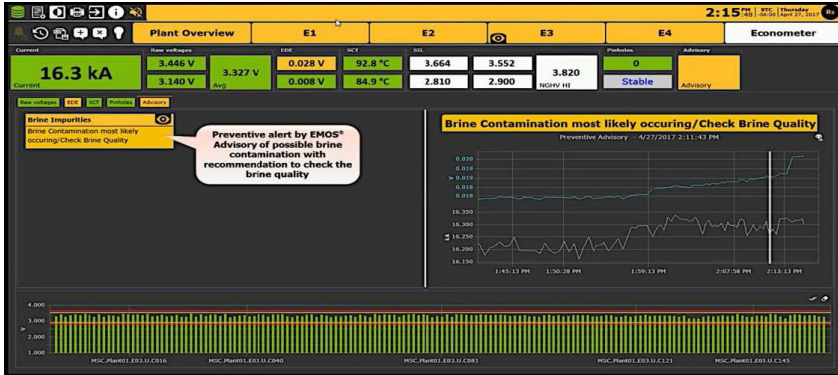 2:15 PM :48 UTC -04:00 Thursday April 27, 2017
Plant Overview E1 E2 E3 E4 Econometer
Current Raw voltages EDE SCT SIL Pinholes Advisory
16.3 kA
Current
3.446 V
3.140 V
3.327 V
Avg
0.028 V
0.008 V
92.8 °C
84.9 °C
3.664
2.810
3.552
2.900
3.820
NGHV HI
0
Stable
Advisory
Raw voltages EDE SCT Pinholes Advisory
Brine Impurities
Brine Contamination most likely
occuring/Check Brine Quality
Preventive alert by EMOS®
Advisory of possible brine
contamination with
recommendation to check the
brine quality
Brine Contamination most likely occuring/Check Brine Quality
Preventive Advisory - 4/27/2017 2:11:43 PM
0.020
0.019
0.019
0.018
0.016
V
16.350
16.300
16.250
16.200
16.150
kA
1:45:13 PM 1:50:28 PM 1:59:13 PM 2:07:58 PM 2:13:13 PM
4.000
3.000
2.000
1.000
V
MSC.Plant01.E03.U.C016 MSC.Plant01.E03.U.C040 MSC.Plant01.E03.U.C081 MSC.Plant01.E03.U.C121 MSC.Plant01.E03.U.C145